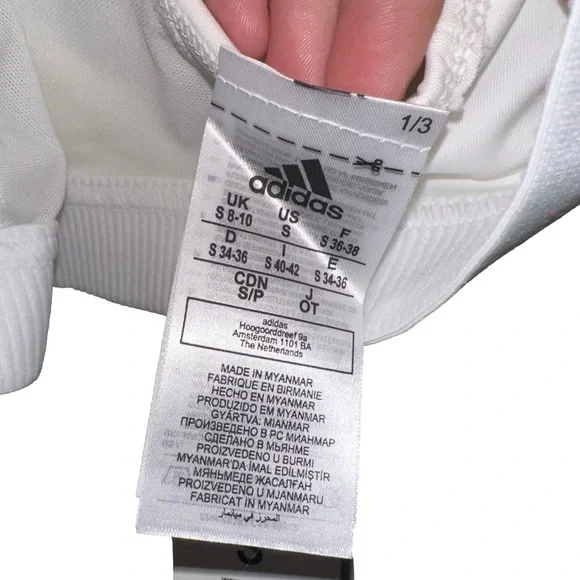 1/3
adidas
UK US F
S 8-10 S S 36-38
D I E
S 34-36 S 40-42 S 34-36
CDN J
S/P OT
adidas
Hoogoorddreef 9a
Amsterdam 1101 BA
The Netherlands
MADE IN MYANMAR
FABRIQUE EN BIRMANIE
HECHO EN MYANMAR
PRODUZIDO EM MYANMAR
GYÁRTVA: MIANMAR
ПРОИЗВЕДЕНО В РС МИАНМАР
СДЕЛАНО В МЬЯНМЕ
PROIZVEDENO U BURMI
MYANMAR'DA İMAL EDİLMİŞTİR
МЯНЬМЕДЕ ЖАСАЛҒАН
PROIZVEDENO U MJANMARU
FABRICAT IN MYANMAR
المحرز في ميانمار